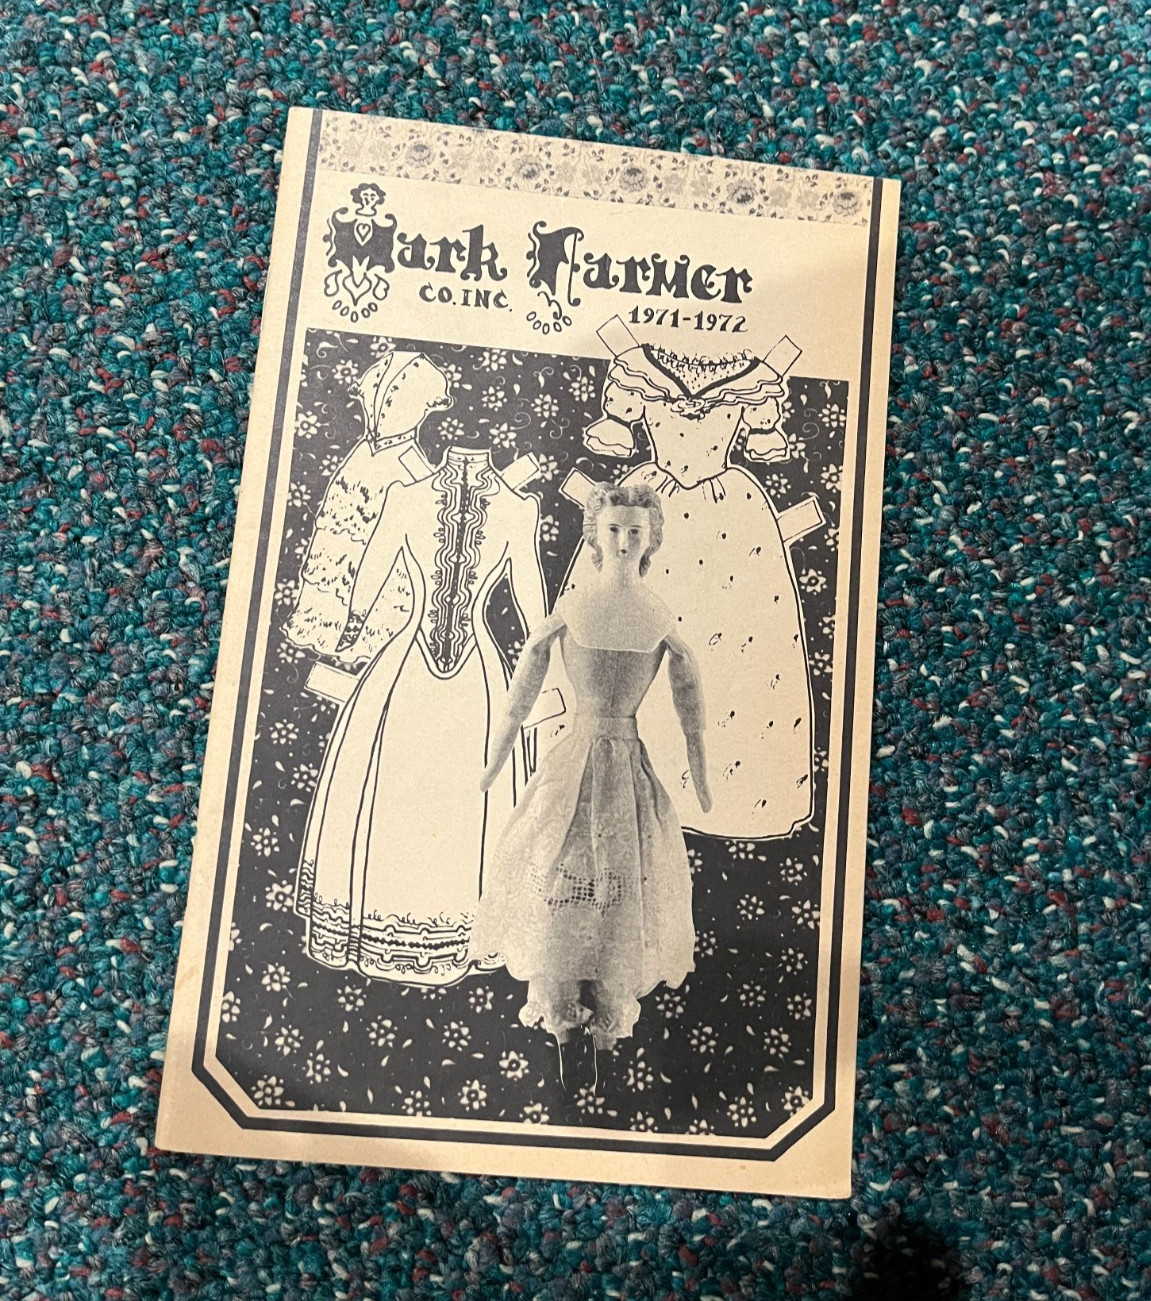 Mark Farmer
CO. INC.
1971-1972